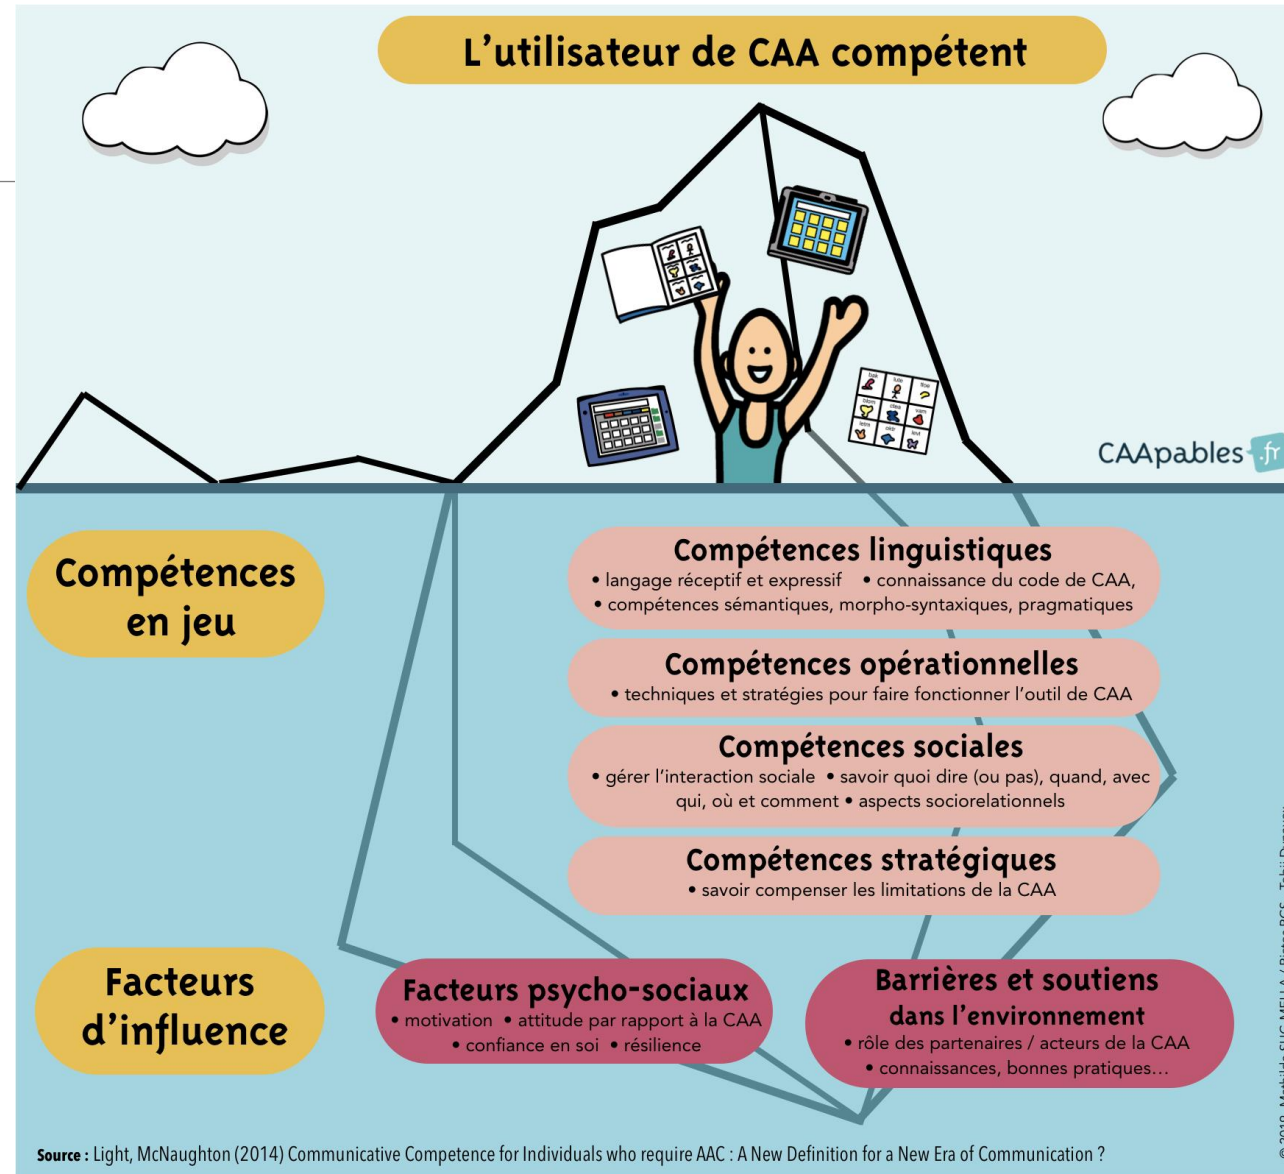 L'utilisateur de CAA compétent
CAApables.fr
Compétences
en jeu
Compétences linguistiques
• langage réceptif et expressif • connaissance du code de CAA,
• compétences sémantiques, morpho-syntaxiques, pragmatiques
Compétences opérationnelles
• techniques et stratégies pour faire fonctionner l'outil de CAA
Compétences sociales
• gérer l'interaction sociale • savoir quoi dire (ou pas), quand, avec
qui, où et comment • aspects sociorelationnels
Compétences stratégiques
• savoir compenser les limitations de la CAA
Facteurs
d'influence
Facteurs psycho-sociaux
• motivation • attitude par rapport à la CAA
• confiance en soi • résilience
Barrières et soutiens
dans l'environnement
• rôle des partenaires / acteurs de la CAA
• connaissances, bonnes pratiques...
Source : Light, McNaughton (2014) Communicative Competence for Individuals who require AAC : A New Definition for a New Era of Communication ?